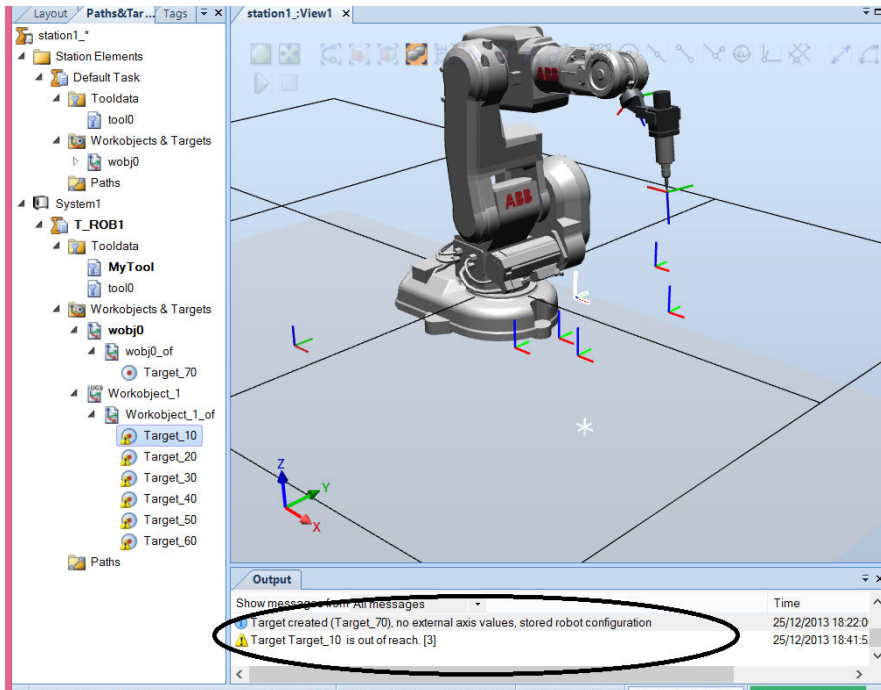 Layout Paths&Tar... Tags
station1_:View1
station1_*
Station Elements
Default Task
Tooldata
tool0
Workobjects & Targets
wobj0
Paths
System1
T_ROB1
Tooldata
MyTool
tool0
Workobjects & Targets
wobj0
wobj0_of
Target_70
Workobject_1
Workobject_1_of
Target_10
Target_20
Target_30
Target_40
Target_50
Target_60
Paths
ABB
ABB
Z
Y
X
Output
Show messages from All messages Time
Target created (Target_70), no external axis values, stored robot configuration 25/12/2013 18:22:0
Target Target_10 is out of reach. [3] 25/12/2013 18:41:5